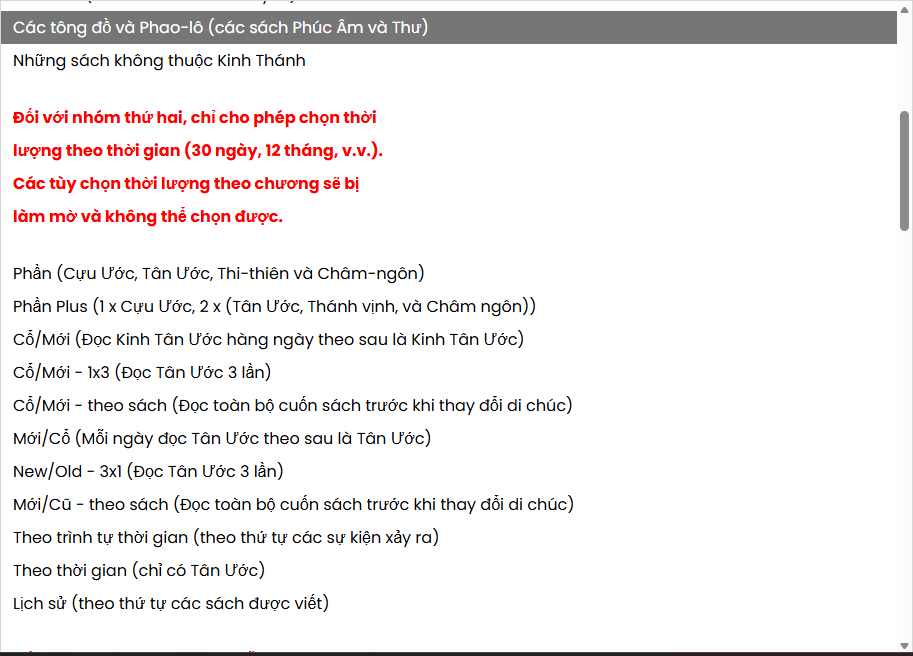 Các tông đồ và Phao-lô (các sách Phúc Âm và Thư)
Những sách không thuộc Kinh Thánh
Đối với nhóm thứ hai, chỉ cho phép chọn thời
lượng theo thời gian (30 ngày, 12 tháng, v.v.).
Các tùy chọn thời lượng theo chương sẽ bị
làm mờ và không thể chọn được.
Phần (Cựu Ước, Tân Ước, Thi-thiên và Châm-ngôn)
Phần Plus (1 x Cựu Ước, 2 x (Tân Ước, Thánh vịnh, và Châm ngôn))
Cổ/Mới (Đọc Kinh Tân Ước hàng ngày theo sau là Kinh Tân Ước)
Cổ/Mới - 1x3 (Đọc Tân Ước 3 lần)
Cổ/Mới - theo sách (Đọc toàn bộ cuốn sách trước khi thay đổi di chúc)
Mới/Cổ (Mỗi ngày đọc Tân Ước theo sau là Tân Ước)
New/Old - 3x1 (Đọc Tân Ước 3 lần)
Mới/Cũ - theo sách (Đọc toàn bộ cuốn sách trước khi thay đổi di chúc)
Theo trình tự thời gian (theo thứ tự các sự kiện xảy ra)
Theo thời gian (chỉ có Tân Ước)
Lịch sử (theo thứ tự các sách được viết)